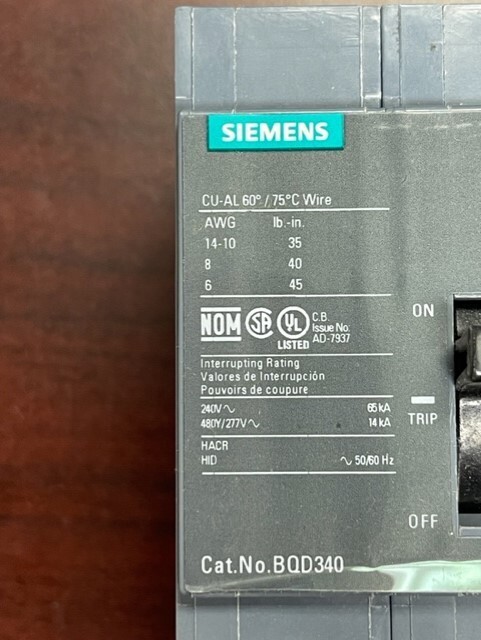 SIEMENS
CU-AL 60°/75°C Wire
AWG lb.-in.
14-10 35
8 40
6 45
NOM SA UL LISTED C.B.
Issue No.
AD-7937
Interrupting Rating
Valores de Interrupción
Pouvoirs de coupure
240V∿ 65 kA
480Y/277V∿ 14 kA
HACR
HID ∿ 50/60 Hz
Cat.No.BQD340
ON
TRIP
OFF